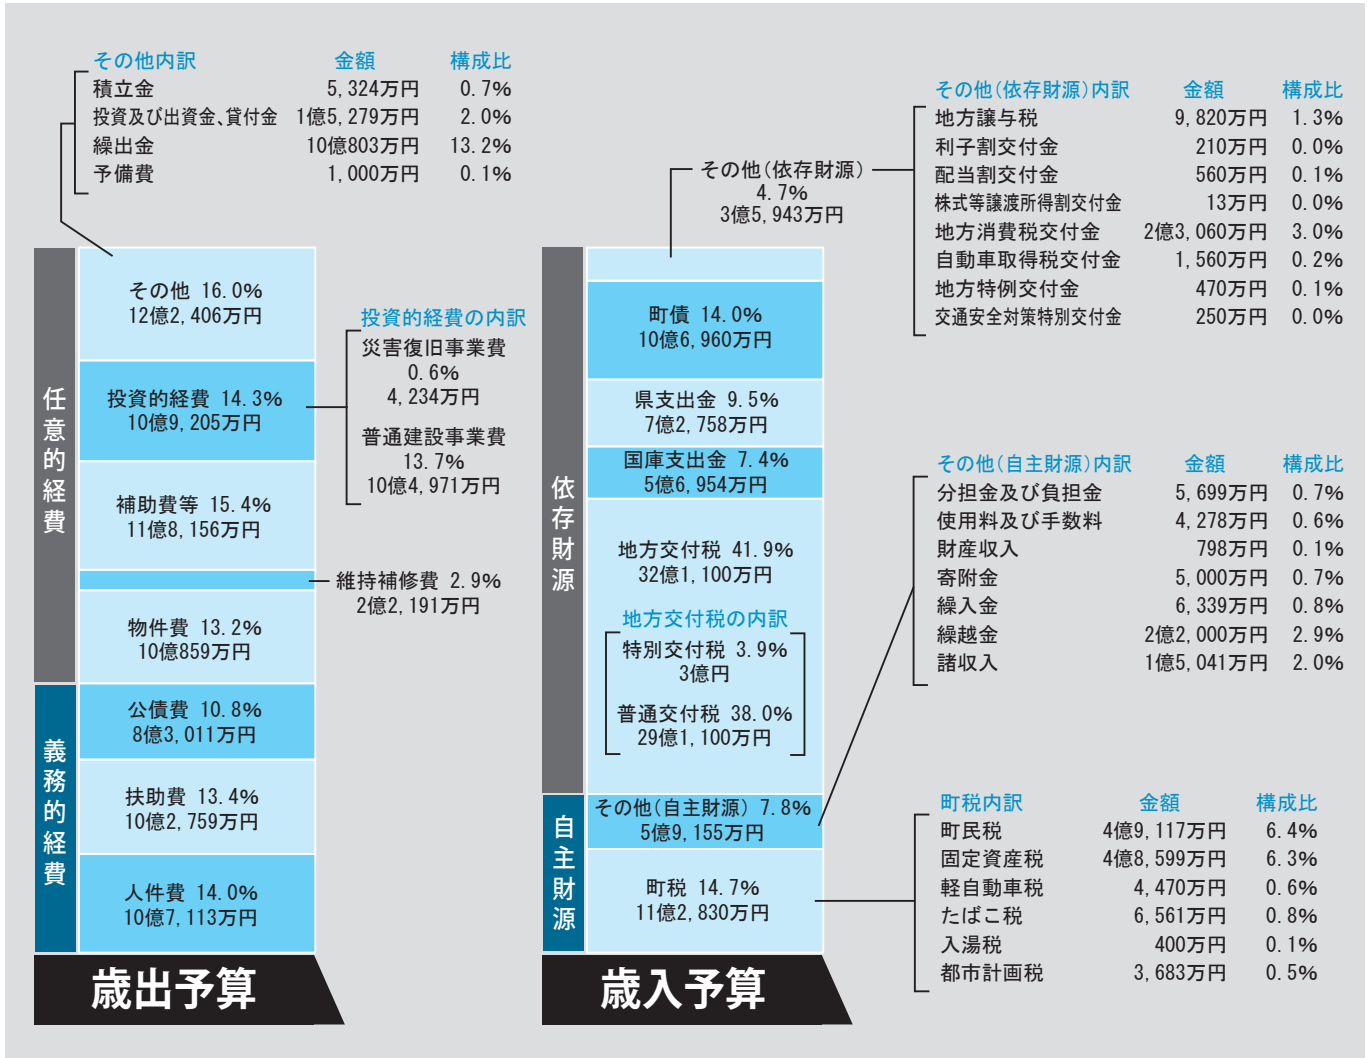 その他内訳 金額 構成比
積立金 5,324万円 0.7%
投資及び出資金、貸付金 1億5,279万円 2.0%
繰出金 10億803万円 13.2%
予備費 1,000万円 0.1%
任意的経費
その他 16.0%
12億2,406万円
投資的経費 14.3%
10億9,205万円
投資的経費の内訳
災害復旧事業費
0.6%
4,234万円
普通建設事業費
13.7%
10億4,971万円
補助費等 15.4%
11億8,156万円
維持補修費 2.9%
2億2,191万円
物件費 13.2%
10億859万円
義務的経費
公債費 10.8%
8億3,011万円
扶助費 13.4%
10億2,759万円
人件費 14.0%
10億7,113万円
歳出予算
その他(依存財源)
4.7%
3億5,943万円
その他(依存財源)内訳 金額 構成比
地方譲与税 9,820万円 1.3%
利子割交付金 210万円 0.0%
配当割交付金 560万円 0.1%
株式等譲渡所得割交付金 13万円 0.0%
地方消費税交付金 2億3,060万円 3.0%
自動車取得税交付金 1,560万円 0.2%
地方特例交付金 470万円 0.1%
交通安全対策特別交付金 250万円 0.0%
依存財源
町債 14.0%
10億6,960万円
県支出金 9.5%
7億2,758万円
国庫支出金 7.4%
5億6,954万円
地方交付税 41.9%
32億1,100万円
地方交付税の内訳
特別交付税 3.9%
3億円
普通交付税 38.0%
29億1,100万円
自主財源
その他(自主財源) 7.8%
5億9,155万円
町税 14.7%
11億2,830万円
歳入予算
その他(自主財源)内訳 金額 構成比
分担金及び負担金 5,699万円 0.7%
使用料及び手数料 4,278万円 0.6%
財産収入 798万円 0.1%
寄附金 5,000万円 0.7%
繰入金 6,339万円 0.8%
繰越金 2億2,000万円 2.9%
諸収入 1億5,041万円 2.0%
町税内訳 金額 構成比
町民税 4億9,117万円 6.4%
固定資産税 4億8,599万円 6.3%
軽自動車税 4,470万円 0.6%
たばこ税 6,561万円 0.8%
入湯税 400万円 0.1%
都市計画税 3,683万円 0.5%